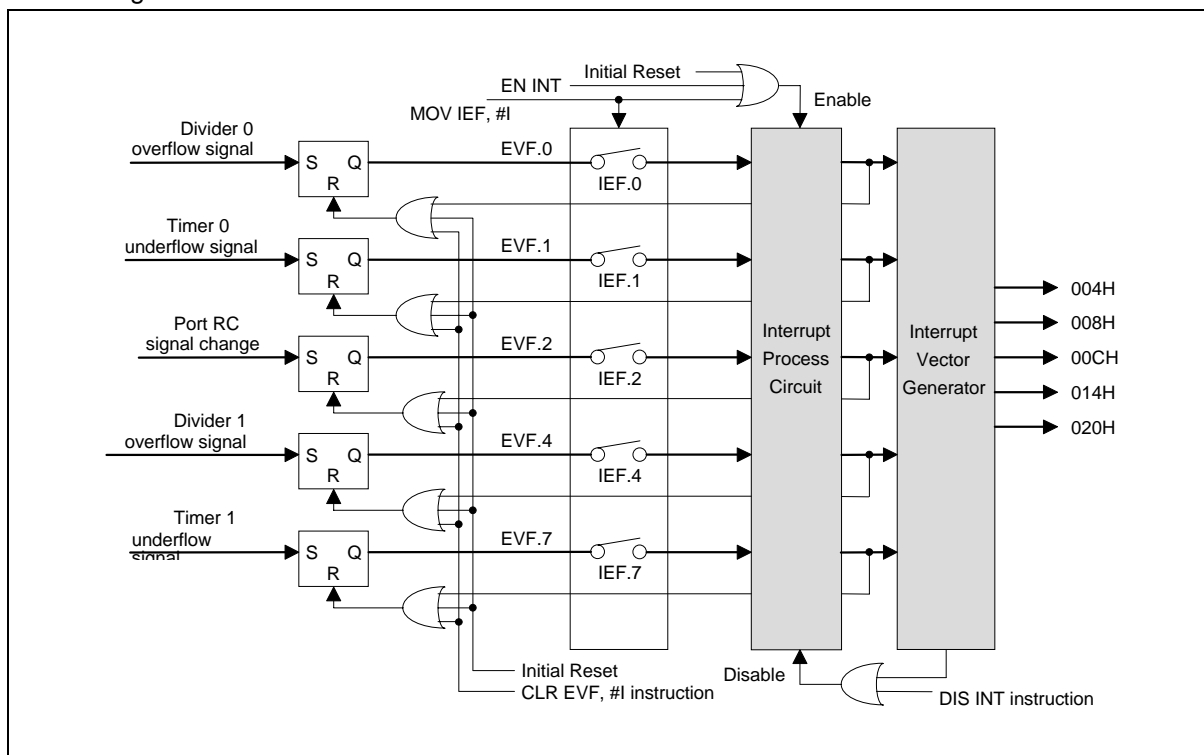 Initial Reset
EN INT
MOV IEF, #I
Enable
Divider 0
overflow signal
S Q
R
EVF.0
IEF.0
Timer 0
underflow signal
S Q
R
EVF.1
IEF.1
Port RC
signal change
S Q
R
EVF.2
IEF.2
Divider 1
overflow signal
S Q
R
EVF.4
IEF.4
Timer 1
underflow
signal
S Q
R
EVF.7
IEF.7
Interrupt
Process
Circuit
Interrupt
Vector
Generator
004H
008H
00CH
014H
020H
Initial Reset
CLR EVF, #I instruction
Disable
DIS INT instruction